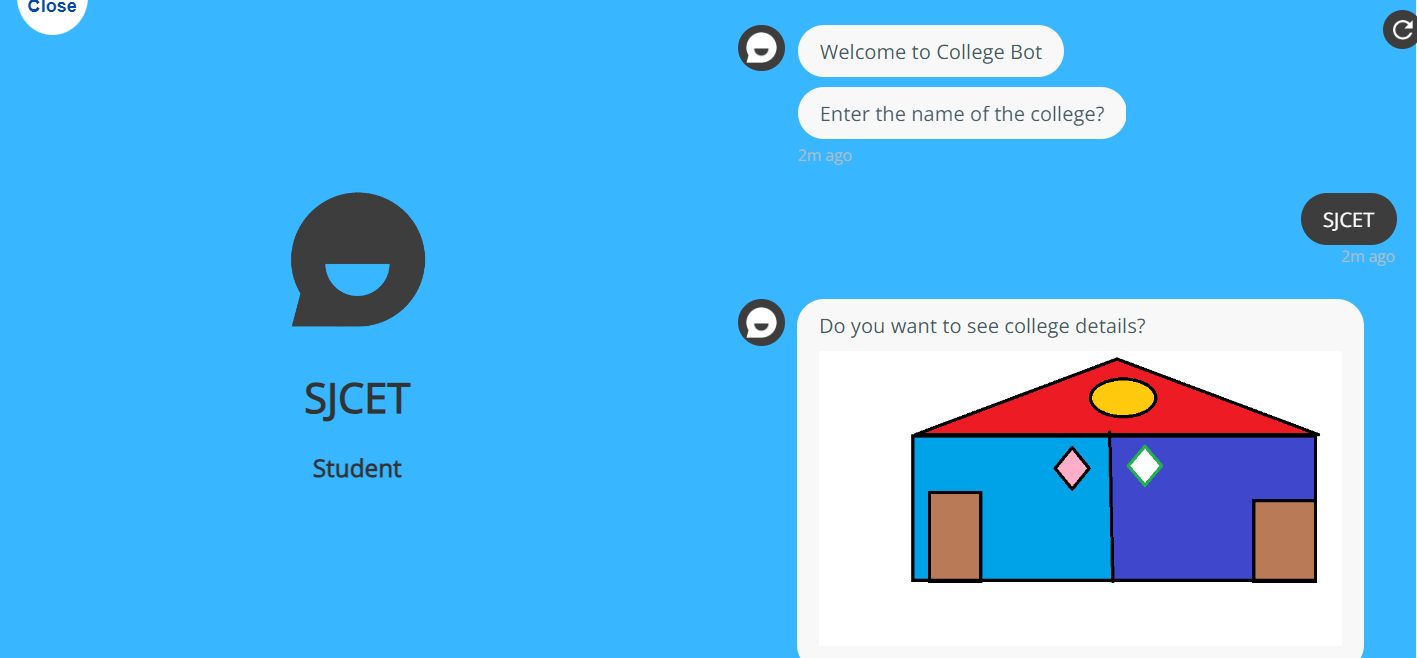 Close
SJCET
Student
Welcome to College Bot
Enter the name of the college?
2m ago
SJCET
2m ago
Do you want to see college details?